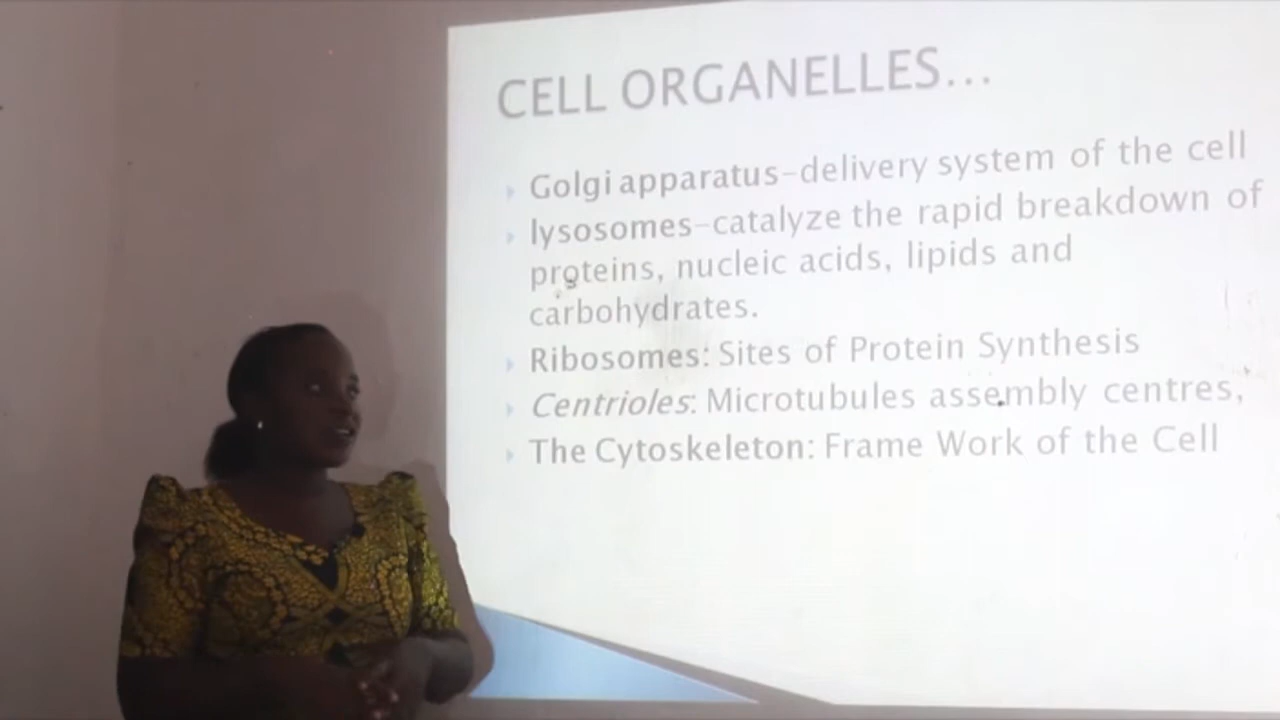 CELL ORGANELLES...
Golgi apparatus-delivery system of the cell
lysosomes-catalyze the rapid breakdown of
proteins, nucleic acids, lipids and
carbohydrates.
Ribosomes: Sites of Protein Synthesis
Centrioles: Microtubules assembly centres,
The Cytoskeleton: Frame Work of the Cell